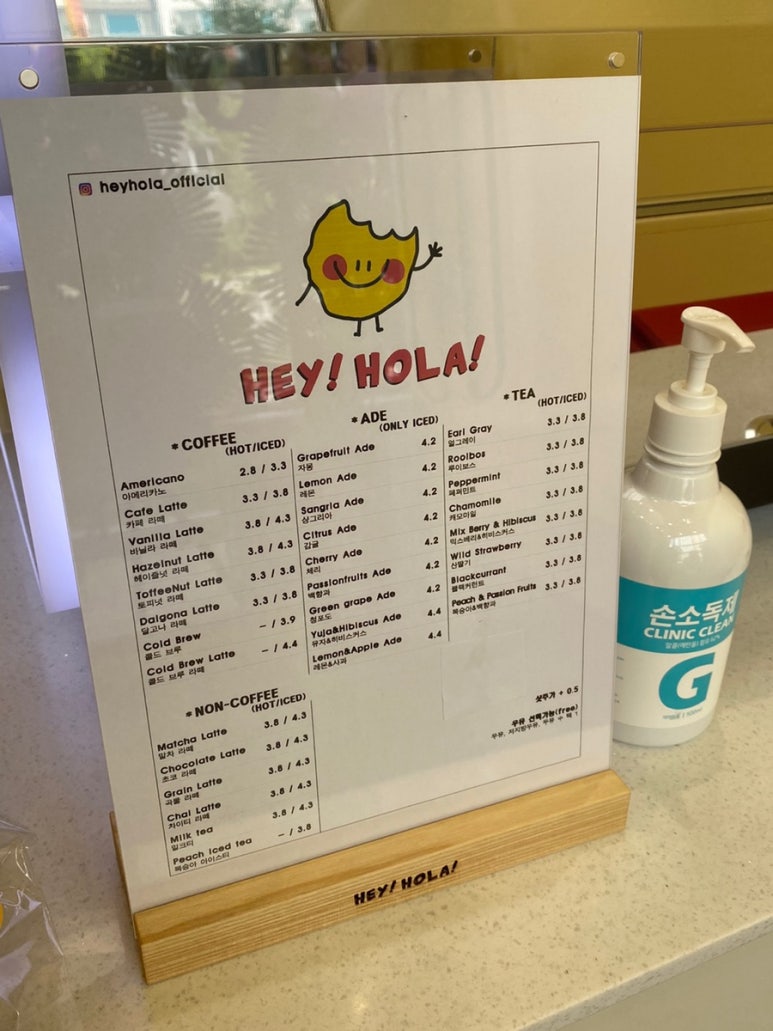 heyhola_official
HEY! HOLA!
*COFFEE
(HOT/ICED)
Americano 2.8 / 3.3
아메리카노
Cafe Latte 3.3 / 3.8
카페 라떼
Vanilla Latte 3.8 / 4.3
바닐라 라떼
Hazelnut Latte 3.8 / 4.3
헤이즐넛 라떼
ToffeeNut Latte 3.3 / 3.8
토피넛 라떼
Dalgona Latte 3.3 / 3.8
달고나 라떼
Cold Brew – / 3.9
콜드 브루
Cold Brew Latte – / 4.4
콜드 브루 라떼
*ADE
(ONLY ICED)
Grapefruit Ade 4.2
자몽
Lemon Ade 4.2
레몬
Sangria Ade 4.2
샹그리아
Citrus Ade 4.2
감귤
Cherry Ade 4.2
체리
Passionfruits Ade 4.2
백향과
Green grape Ade 4.2
청포도
Yuja&Hibiscus Ade 4.4
유자&히비스커스
Lemon&Apple Ade 4.4
레몬&사과
*TEA
(HOT/ICED)
Earl Gray 3.3 / 3.8
얼그레이
Rooibos 3.3 / 3.8
루이보스
Peppermint 3.3 / 3.8
페퍼민트
Chamomile 3.3 / 3.8
캐모마일
Mix Berry & Hibiscus 3.3 / 3.8
믹스베리&히비스커스
Wild Strawberry 3.3 / 3.8
산딸기
Blackcurrant 3.3 / 3.8
블랙커런트
Peach & Passion Fruits 3.3 / 3.8
복숭아&백향과
*NON-COFFEE
(HOT/ICED)
Matcha Latte 3.8 / 4.3
말차 라떼
Chocolate Latte 3.8 / 4.3
초코 라떼
Grain Latte 3.8 / 4.3
곡물 라떼
Chai Latte 3.8 / 4.3
차이티 라떼
Milk tea 3.8 / 4.3
밀크티
Peach Iced tea – / 3.8
복숭아 아이스티
샷추가 + 0.5
우유 선택가능(free)
우유, 저지방우유, 두유 中 택 1
HEY! HOLA!
손소독제
CLINIC CLEAN
G